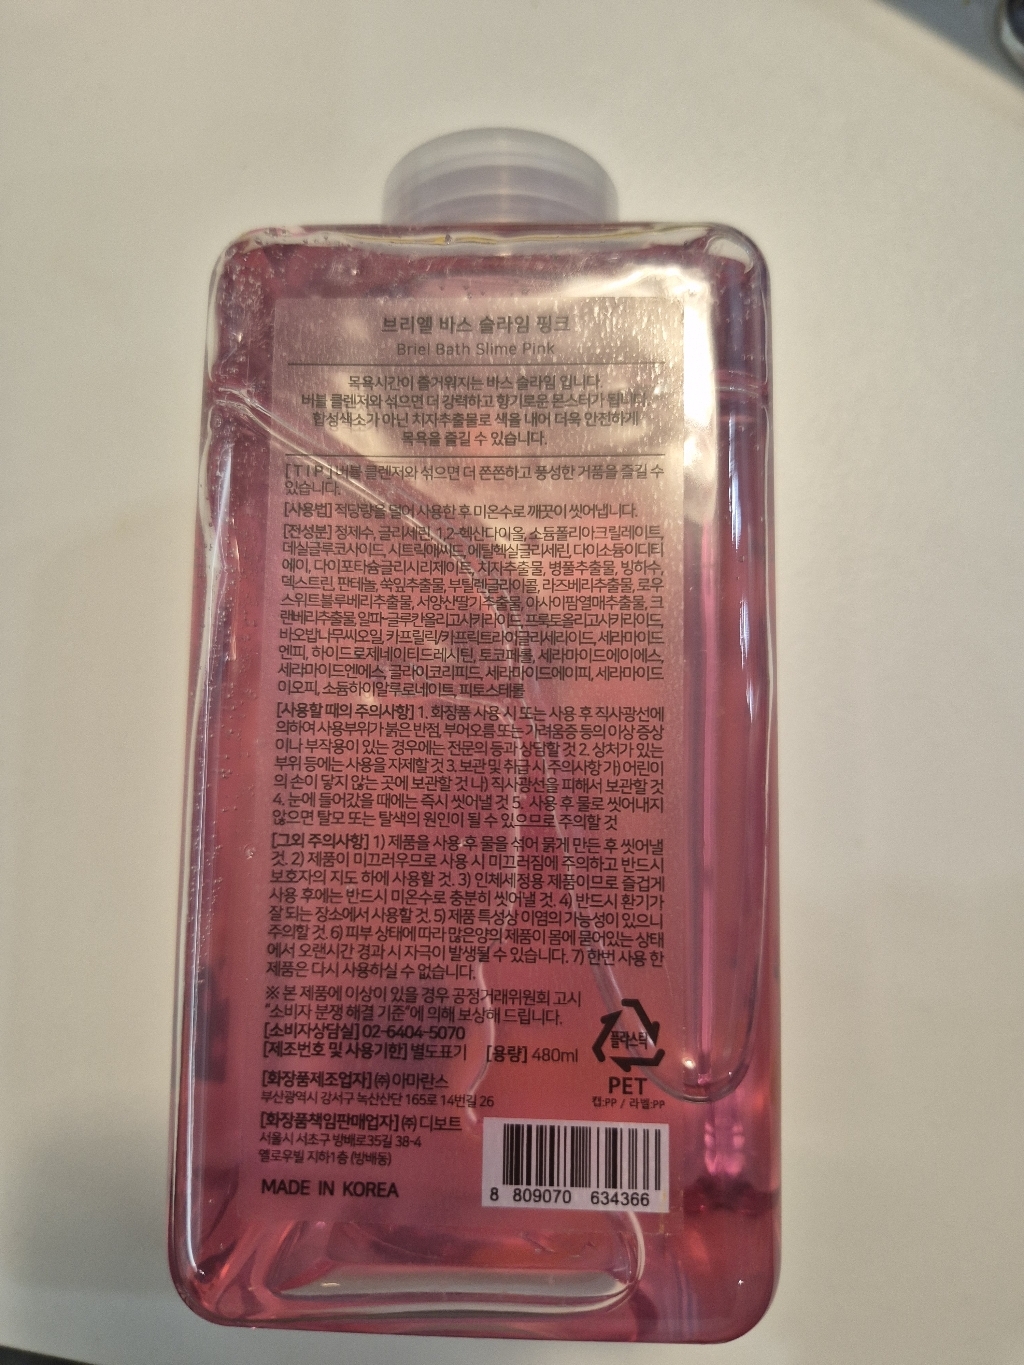 브리엘 바스 슬라임 핑크
Briel Bath Slime Pink
목욕시간이 즐거워지는 바스 슬라임 입니다.
버블 클렌저와 섞으면 더 강력하고 향기로운 몬스터가 됩니다.
합성색소가 아닌 치자추출물로 색을 내어 더욱 안전하게
목욕을 즐길 수 있습니다.
[TIP] 버블 클렌저와 섞으면 더 쫀쫀하고 풍성한 거품을 즐길 수
있습니다.
[사용법] 적당량을 덜어 사용한 후 미온수로 깨끗이 씻어냅니다.
[전성분] 정제수, 글리세린, 1,2-헥산다이올, 소듐폴리아크릴레이트,
데실글루코사이드, 시트릭애씨드, 에틸헥실글리세린, 다이소듐이디티
에이, 다이포타슘글리시리제이트, 치자추출물, 병풀추출물, 빙하수,
덱스트린, 판테놀, 쑥잎추출물, 부틸렌글라이콜, 라즈베리추출물, 로우
스위트블루베리추출물, 서양산딸기추출물, 아사이팜열매추출물, 크
랜베리추출물,알파-글루칸올리고사카라이드, 프룩토올리고사카라이드,
바오밥나무씨오일, 카프릴릭/카프릭트라이글리세라이드, 세라마이드
엔피, 하이드로제네이티드레시틴, 토코페롤, 세라마이드에이에스,
세라마이드엔에스, 글라이코리피드, 세라마이드에이피, 세라마이드
이오피, 소듐하이알루로네이트, 피토스테롤
[사용할 때의 주의사항] 1. 화장품 사용 시 또는 사용 후 직사광선에
의하여 사용부위가 붉은 반점, 부어오름 또는 가려움증 등의 이상 증상
이나 부작용이 있는 경우에는 전문의 등과 상담할 것 2. 상처가 있는
부위 등에는 사용을 자제할 것 3. 보관 및 취급 시 주의사항 가) 어린이
의 손이 닿지 않는 곳에 보관할 것 나) 직사광선을 피해서 보관할 것
4. 눈에 들어갔을 때에는 즉시 씻어낼 것 5. 사용 후 물로 씻어내지
않으면 탈모 또는 탈색의 원인이 될 수 있으므로 주의할 것
[그외 주의사항] 1) 제품을 사용 후 물을 섞어 묽게 만든 후 씻어낼
것. 2) 제품이 미끄러우므로 사용 시 미끄러짐에 주의하고 반드시
보호자의 지도 하에 사용할 것. 3) 인체세정용 제품이므로 즐겁게
사용 후에는 반드시 미온수로 충분히 씻어낼 것. 4) 반드시 환기가
잘 되는 장소에서 사용할 것. 5) 제품 특성상 이염의 가능성이 있으니
주의할 것. 6) 피부 상태에 따라 많은양의 제품이 몸에 묻어있는 상태
에서 오랜시간 경과 시 자극이 발생될 수 있습니다. 7) 한번 사용 한
제품은 다시 사용하실 수 없습니다.
※ 본 제품에 이상이 있을 경우 공정거래위원회 고시
"소비자 분쟁 해결 기준"에 의해 보상해 드립니다.
[소비자상담실] 02-6404-5070
[제조번호 및 사용기한] 별도표기 [용량] 480ml
플라스틱
PET
캡:PP / 라벨:PP
[화장품제조업자] ㈜ 아미란스
부산광역시 강서구 녹산산단 165로 14번길 26
[화장품책임판매업자] ㈜ 디보트
서울시 서초구 방배로35길 38-4
옐로우빌 지하1층 (방배동)
MADE IN KOREA
8 809070 634366